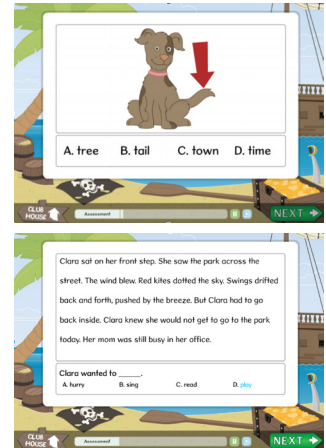 A. tree B. tail C. town D. time
CLUB
HOUSE
Assessment
NEXT
Clara sat on her front step. She saw the park across the
street. The wind blew. Red kites dotted the sky. Swings drifted
back and forth, pushed by the breeze. But Clara had to go
back inside. Clara knew she would not get to go to the park
today. Her mom was still busy in her office.
Clara wanted to _____.
A. hurry B. sing C. read D. play
CLUB
HOUSE
Assessment
NEXT